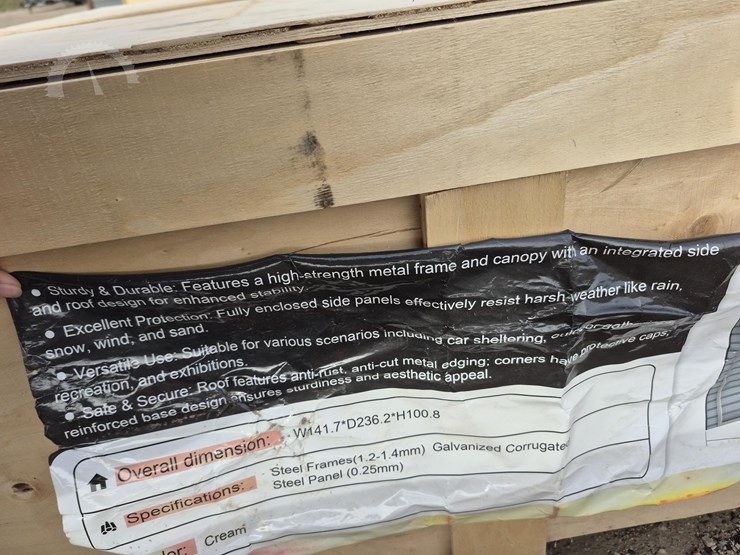 • Sturdy & Durable: Features a high-strength metal frame and canopy with an integrated side
and roof design for enhanced stability
• Excellent Protection: Fully enclosed side panels effectively resist harsh weather like rain,
snow, wind, and sand.
• Versatile Use: Suitable for various scenarios including car sheltering,
recreation, and exhibitions.
• Safe & Secure: Roof features anti-rust, anti-cut metal edging; corners have protective caps;
reinforced base design ensures sturdiness and aesthetic appeal.
Overall dimension: W141.7*D236.2*H100.8
Specifications: Steel Frames(1.2-1.4mm) Galvanized Corrugate
Steel Panel (0.25mm)
lor: Cream